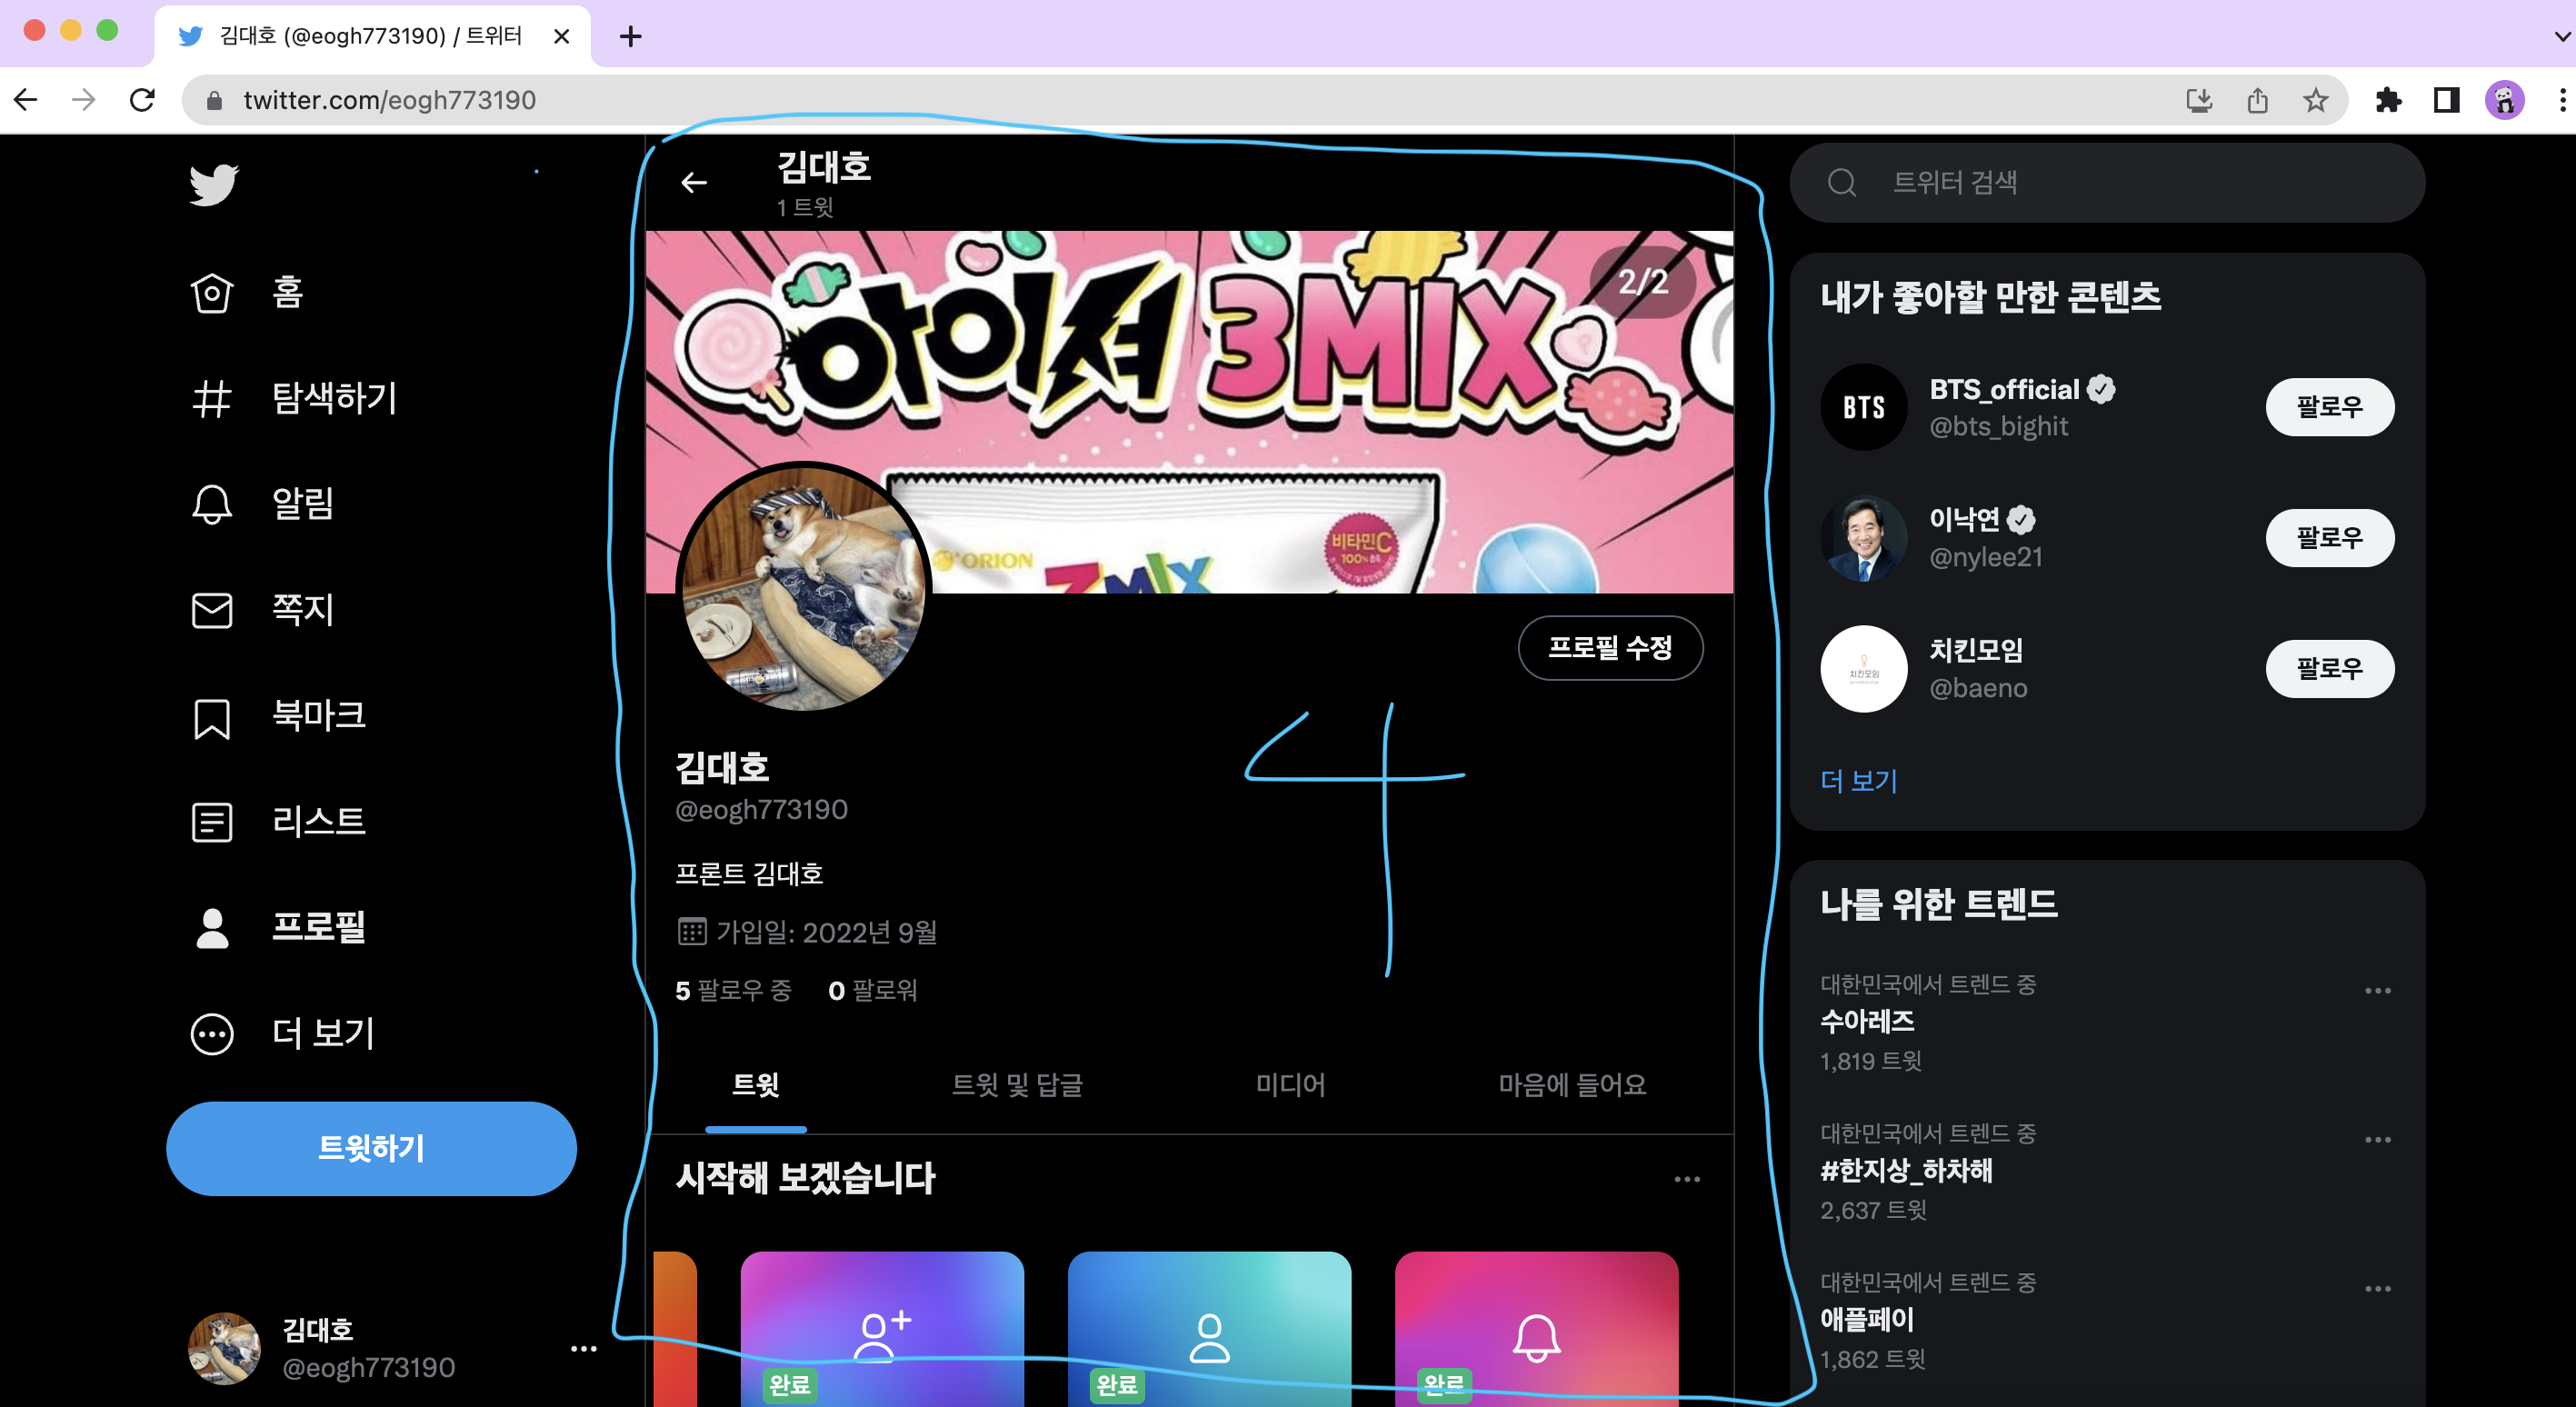 김대호 (@eogh773190) / 트위터
twitter.com/eogh773190
홈
탐색하기
알림
쪽지
북마크
리스트
프로필
더 보기
트윗하기
김대호
@eogh773190
김대호
1 트윗
아이셔 3MIX
2/2
ORION
3MIX
비타민C
100%
프로필 수정
4
김대호
@eogh773190
프론트 김대호
가입일: 2022년 9월
5 팔로우 중 0 팔로워
트윗 트윗 및 답글 미디어 마음에 들어요
시작해 보겠습니다
완료 완료 완료
트위터 검색
내가 좋아할 만한 콘텐츠
BTS
BTS_official
@bts_bighit
팔로우
이낙연
@nylee21
팔로우
치킨모임
치킨모임
@baeno
팔로우
더 보기
나를 위한 트렌드
대한민국에서 트렌드 중
수아레즈
1,819 트윗
대한민국에서 트렌드 중
#한지상_하차해
2,637 트윗
대한민국에서 트렌드 중
애플페이
1,862 트윗